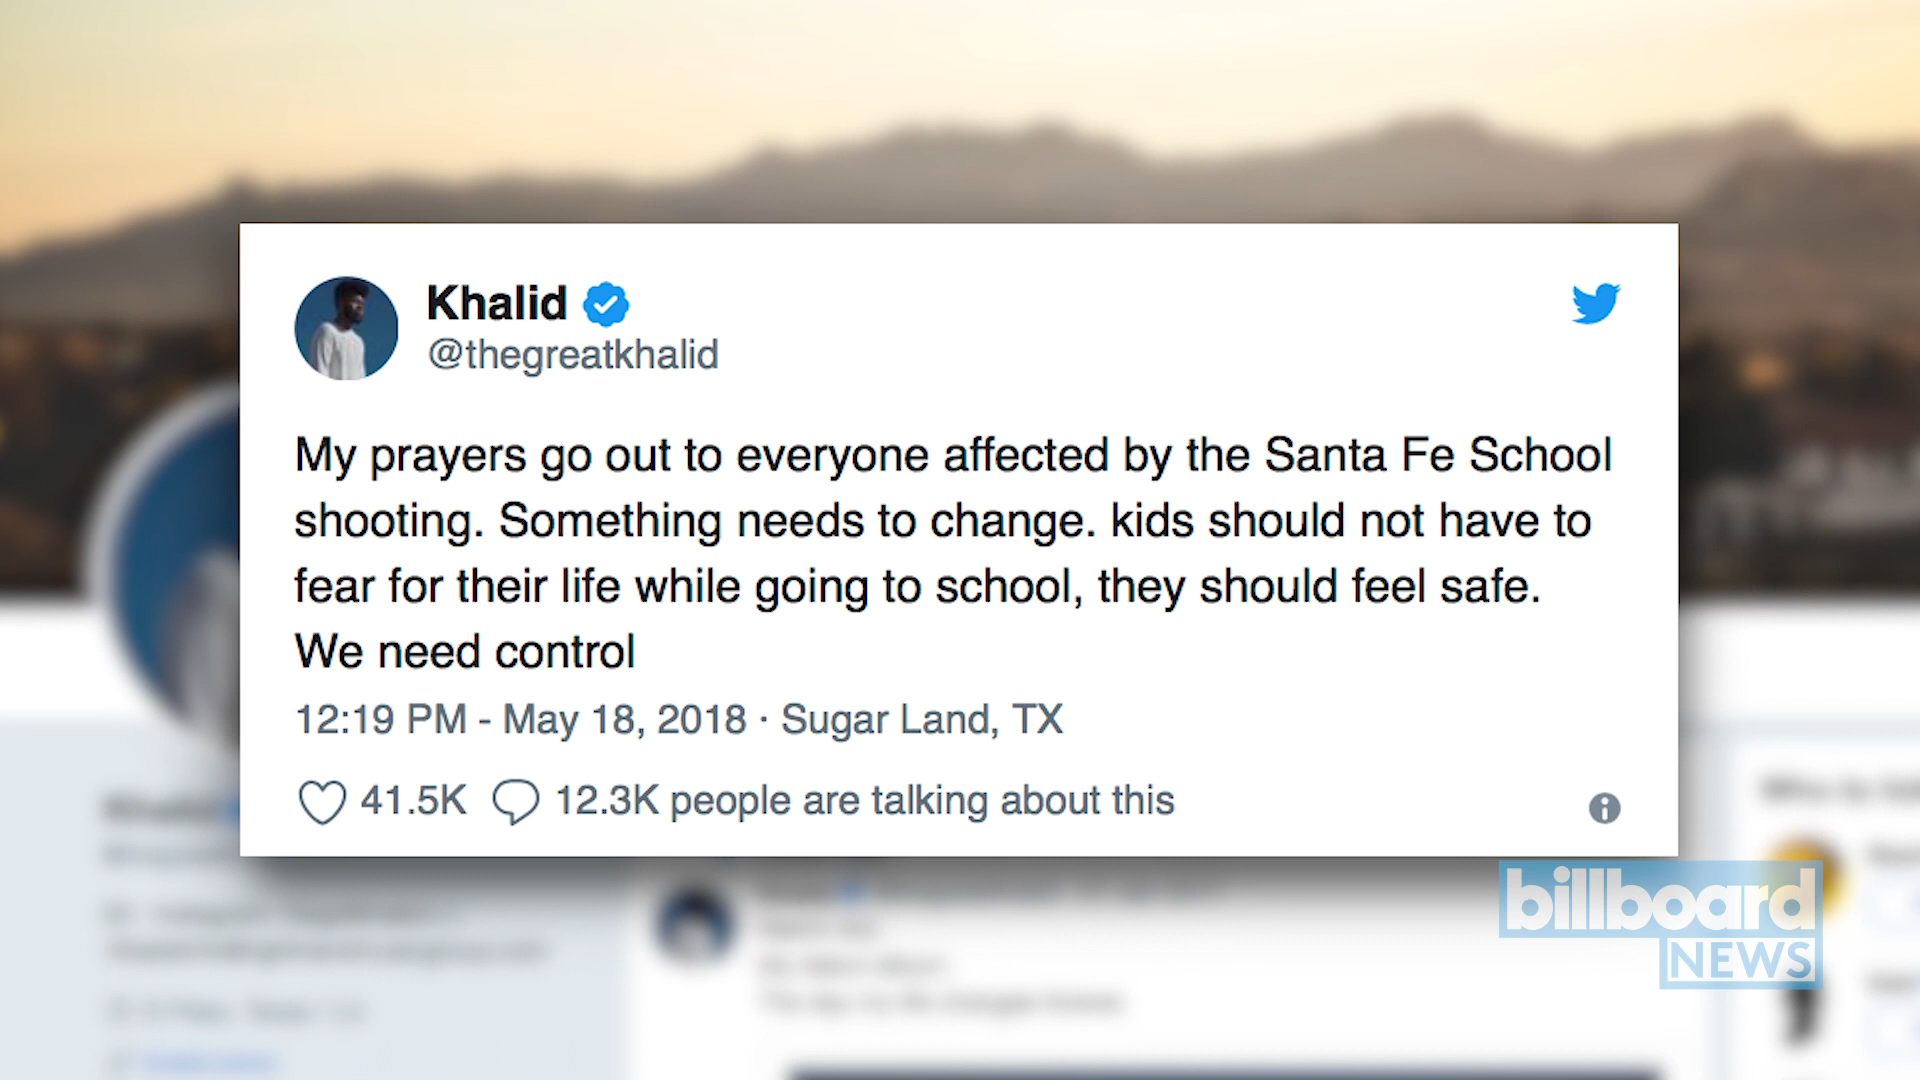 Khalid
@thegreatkhalid
My prayers go out to everyone affected by the Santa Fe School
shooting. Something needs to change. kids should not have to
fear for their life while going to school, they should feel safe.
We need control
12:19 PM - May 18, 2018 · Sugar Land, TX
41.5K 12.3K people are talking about this
billboard
NEWS